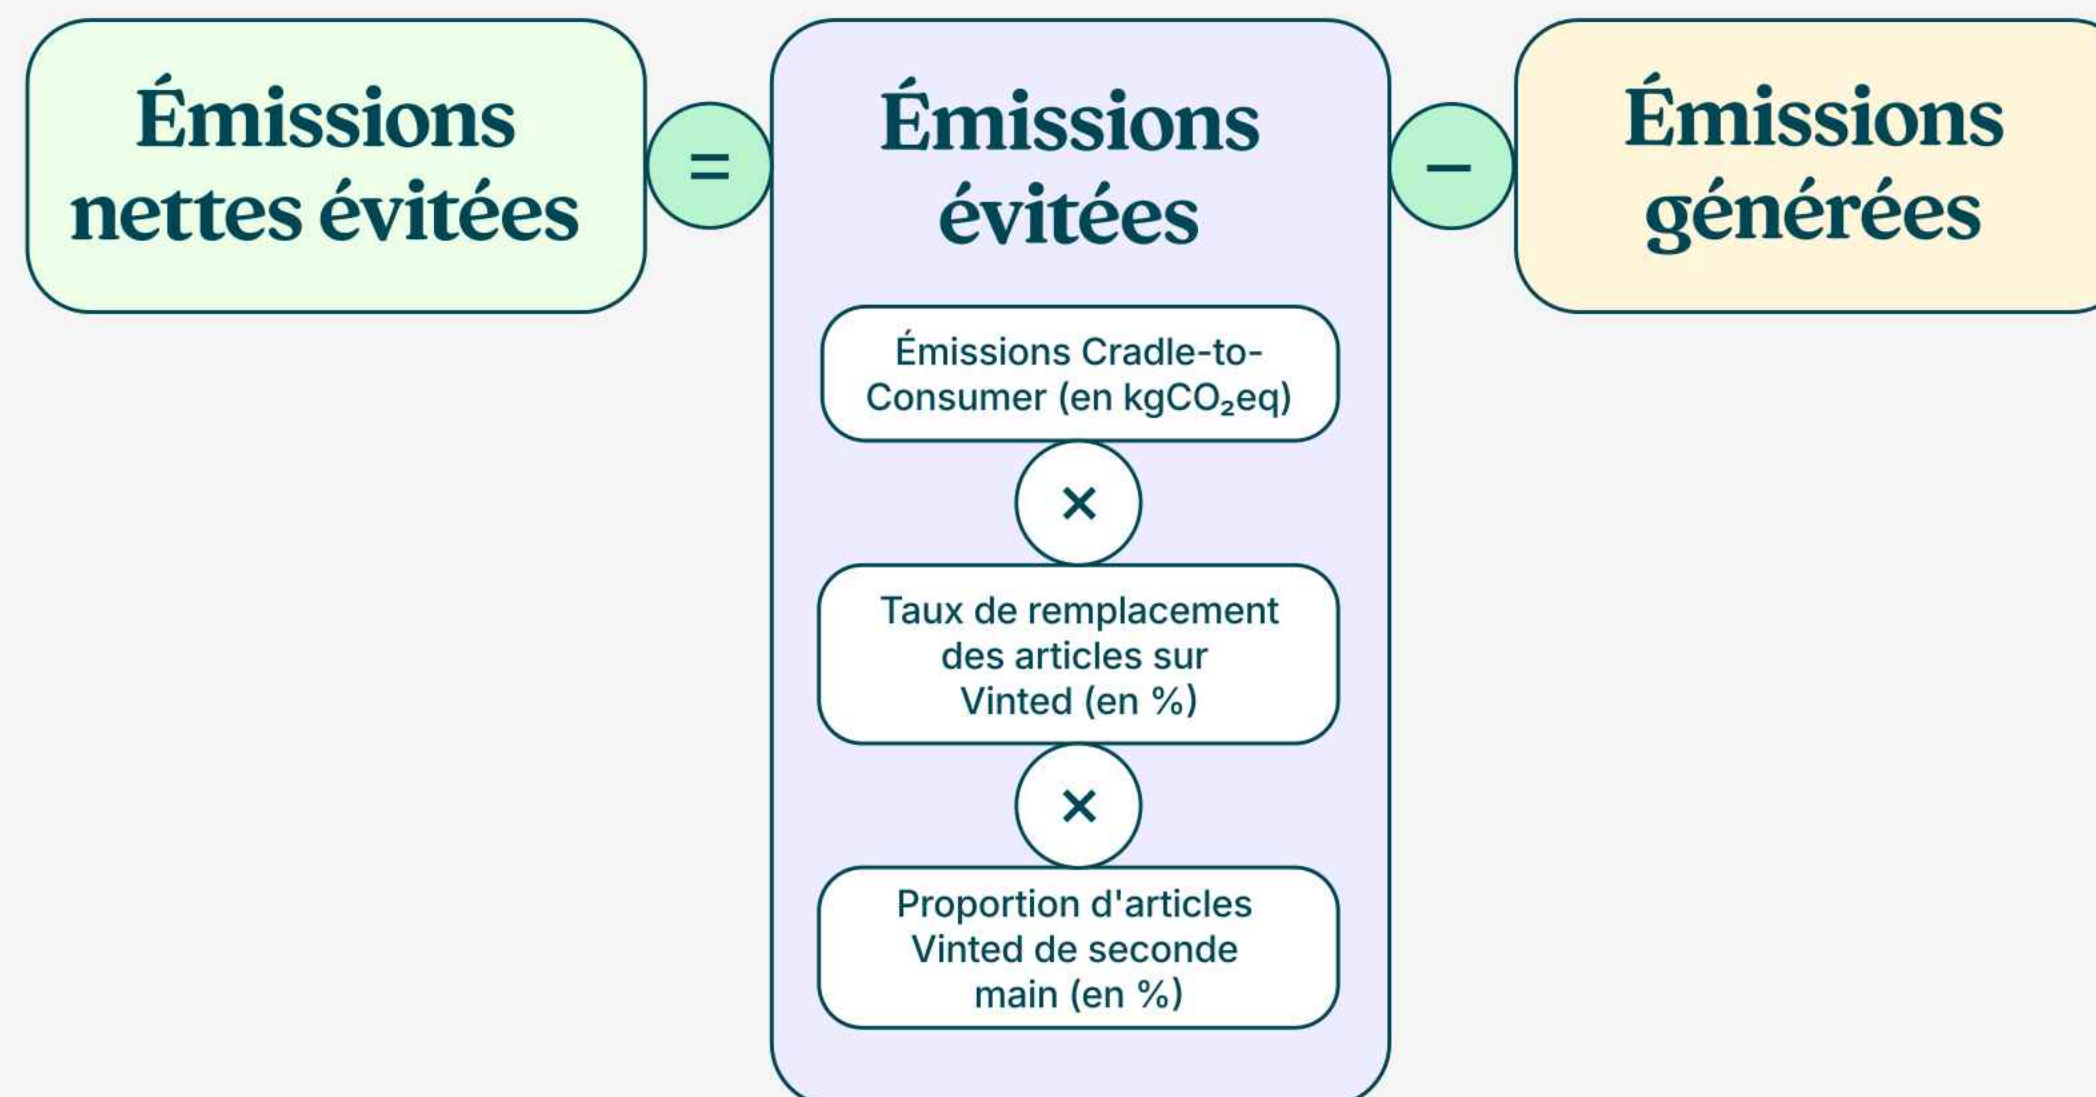 Émissions
nettes évitées
=
Émissions
évitées
–
Émissions
générées
Émissions Cradle-to-
Consumer (en kgCO₂eq)
×
Taux de remplacement
des articles sur
Vinted (en %)
×
Proportion d'articles
Vinted de seconde
main (en %)